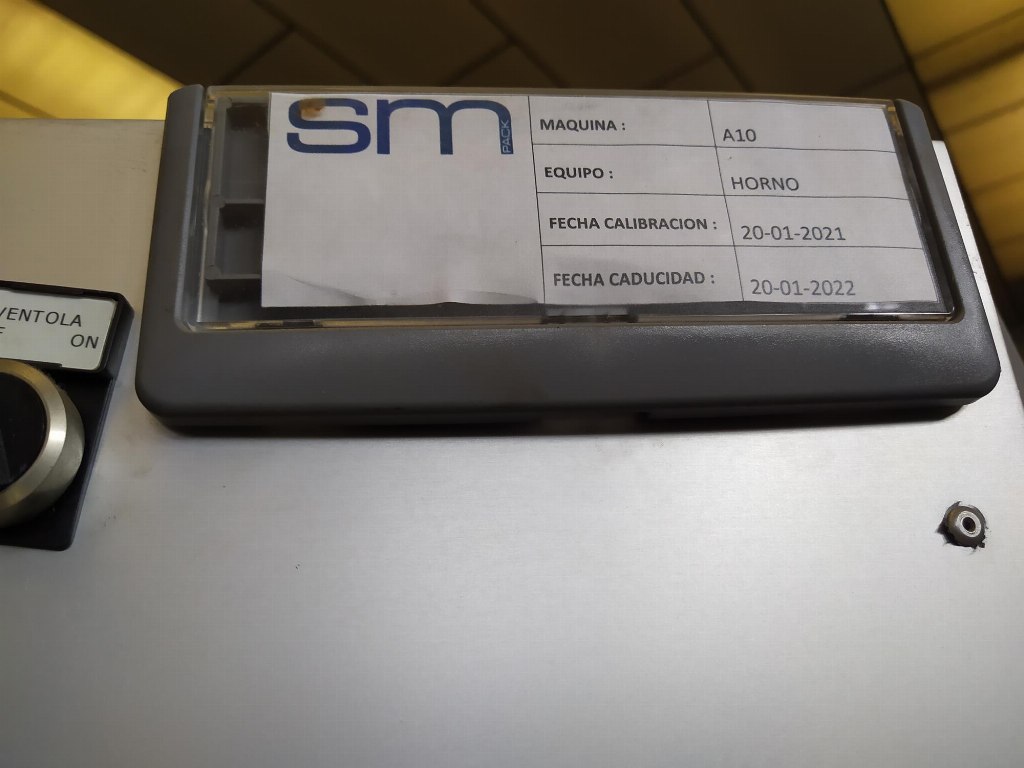 sm PACK
MAQUINA : A10
EQUIPO : HORNO
FECHA CALIBRACION : 20-01-2021
FECHA CADUCIDAD : 20-01-2022
VENTOLA
ON